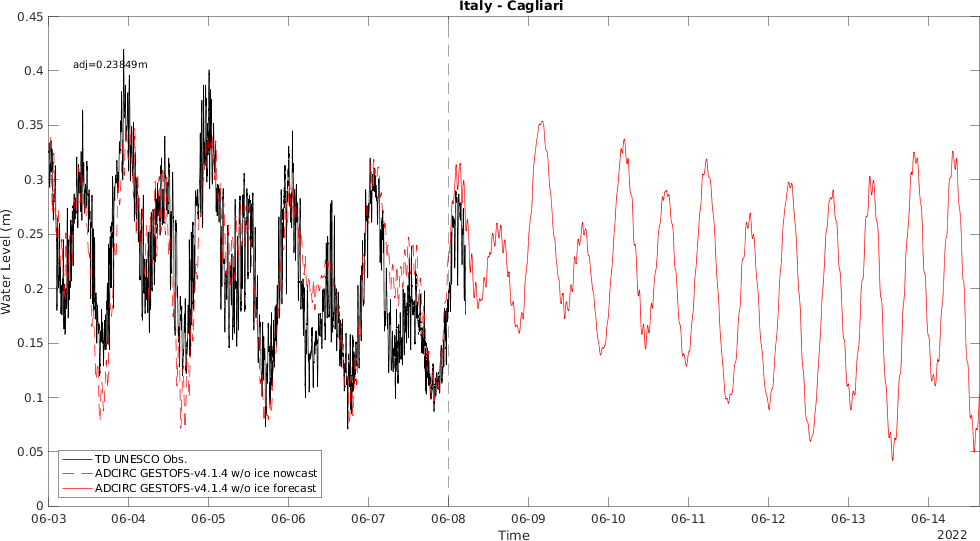 Italy - Cagliari
0.45
0.4
0.35
0.3
0.25
0.2
0.15
0.1
0.05
0
Water Level (m)
adj=0.23849m
TD UNESCO Obs.
ADCIRC GESTOFS-v4.1.4 w/o ice nowcast
ADCIRC GESTOFS-v4.1.4 w/o ice forecast
06-03 06-04 06-05 06-06 06-07 06-08 06-09 06-10 06-11 06-12 06-13 06-14
2022
Time